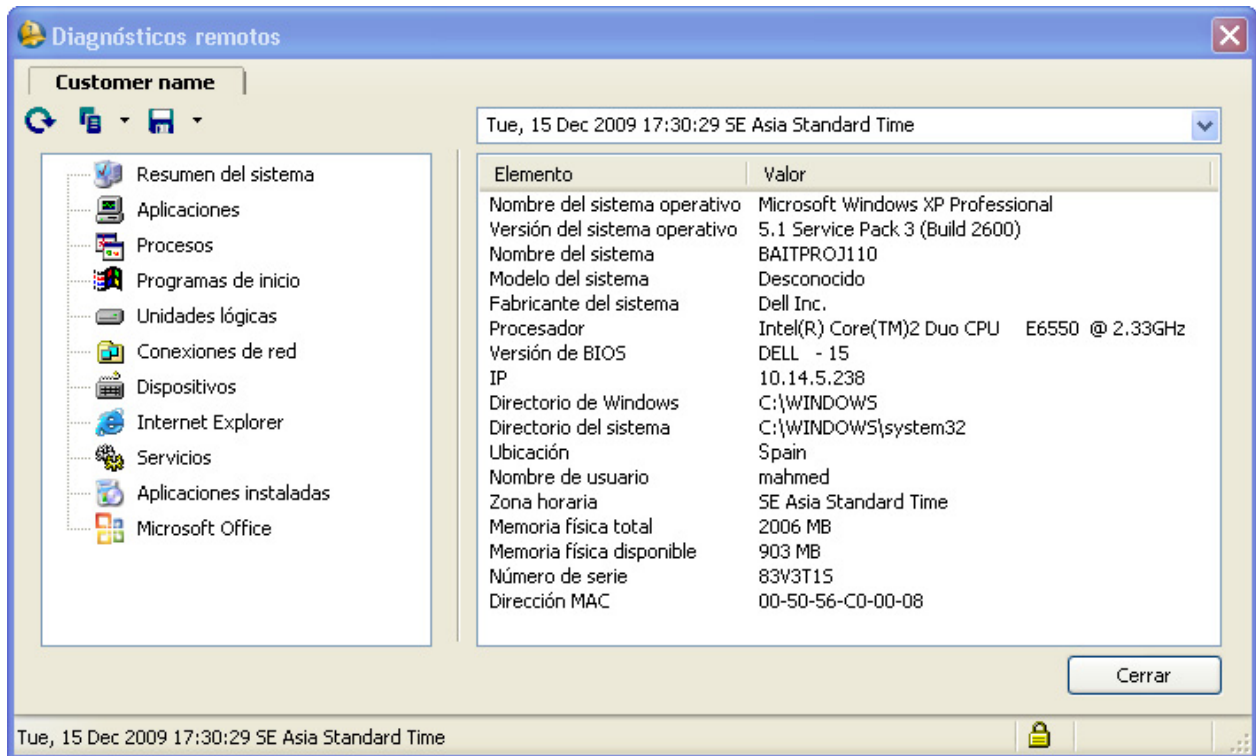 Diagnósticos remotos
Customer name
Tue, 15 Dec 2009 17:30:29 SE Asia Standard Time
Resumen del sistema
Aplicaciones
Procesos
Programas de inicio
Unidades lógicas
Conexiones de red
Dispositivos
Internet Explorer
Servicios
Aplicaciones instaladas
Microsoft Office
Elemento Valor
Nombre del sistema operativo Microsoft Windows XP Professional
Versión del sistema operativo 5.1 Service Pack 3 (Build 2600)
Nombre del sistema BAITPROJ110
Modelo del sistema Desconocido
Fabricante del sistema Dell Inc.
Procesador Intel(R) Core(TM)2 Duo CPU E6550 @ 2.33GHz
Versión de BIOS DELL - 15
IP 10.14.5.238
Directorio de Windows C:\WINDOWS
Directorio del sistema C:\WINDOWS\system32
Ubicación Spain
Nombre de usuario mahmed
Zona horaria SE Asia Standard Time
Memoria física total 2006 MB
Memoria física disponible 903 MB
Número de serie 83V3T1S
Dirección MAC 00-50-56-C0-00-08
Cerrar
Tue, 15 Dec 2009 17:30:29 SE Asia Standard Time